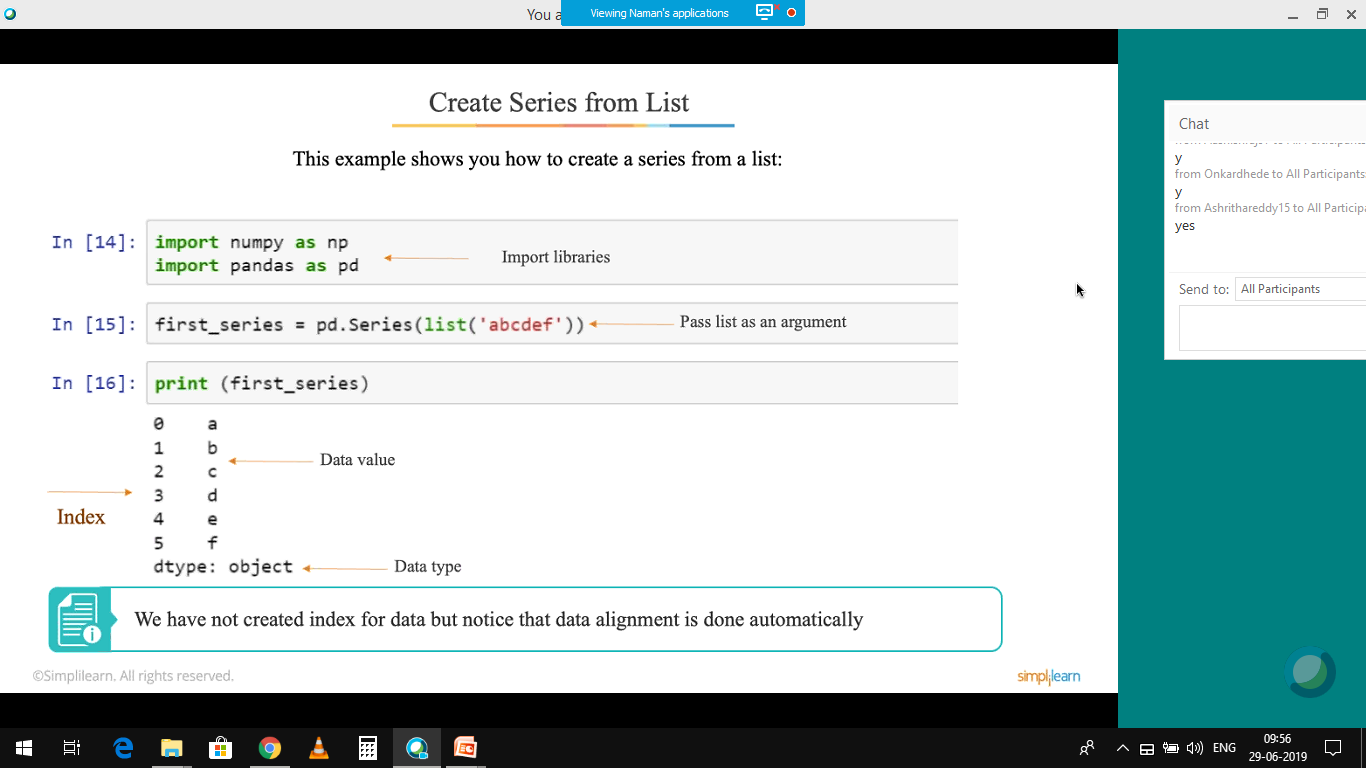 You a
Viewing Naman's applications
Create Series from List
This example shows you how to create a series from a list:
In [14]: import numpy as np
import pandas as pd
Import libraries
In [15]: first_series = pd.Series(list('abcdef'))
Pass list as an argument
In [16]: print (first_series)
0 a
1 b
2 c
3 d
4 e
5 f
dtype: object
Data value
Index
Data type
We have not created index for data but notice that data alignment is done automatically
©Simplilearn. All rights reserved.
simplilearn
Chat
y
from Onkardhede to All Participants
y
from Ashrithareddy15 to All Particip
yes
Send to: All Participants
ENG
09:56
29-06-2019